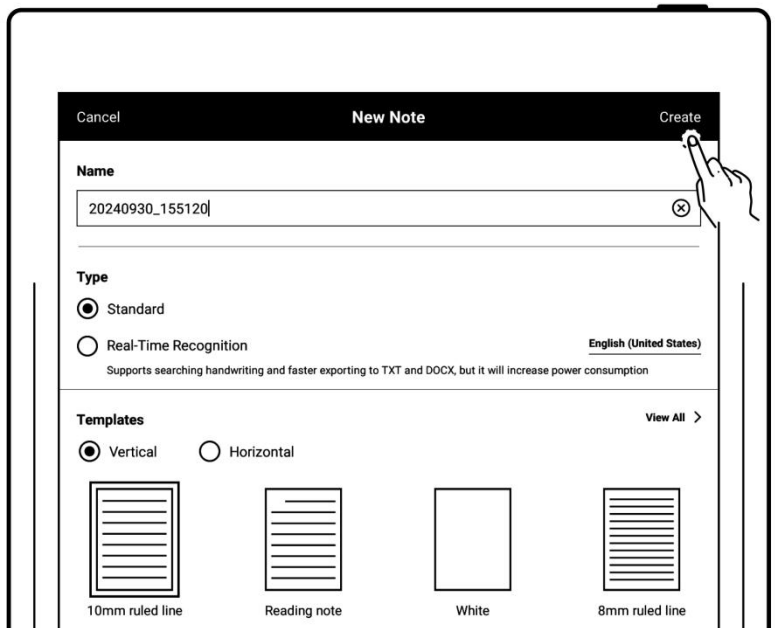 Cancel New Note Create
Name
20240930_155120
Type
Standard
Real-Time Recognition English (United States)
Supports searching handwriting and faster exporting to TXT and DOCX, but it will increase power consumption
Templates View All
Vertical Horizontal
10mm ruled line Reading note White 8mm ruled line